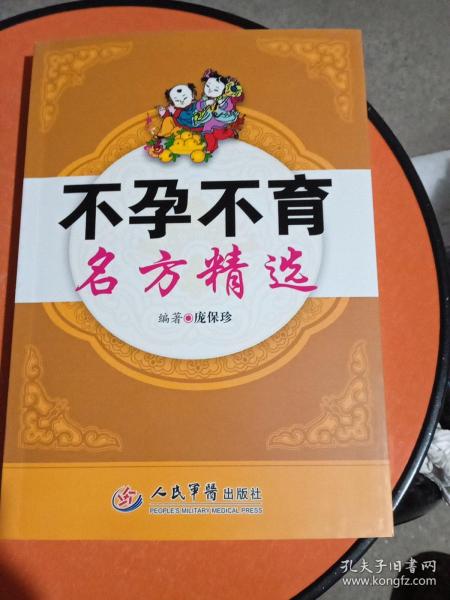 不孕不育
名方精选
编著 庞保珍
人民军医出版社
PEOPLE'S MILITARY MEDICAL PRESS
孔夫子旧书网
www.kongfz.com